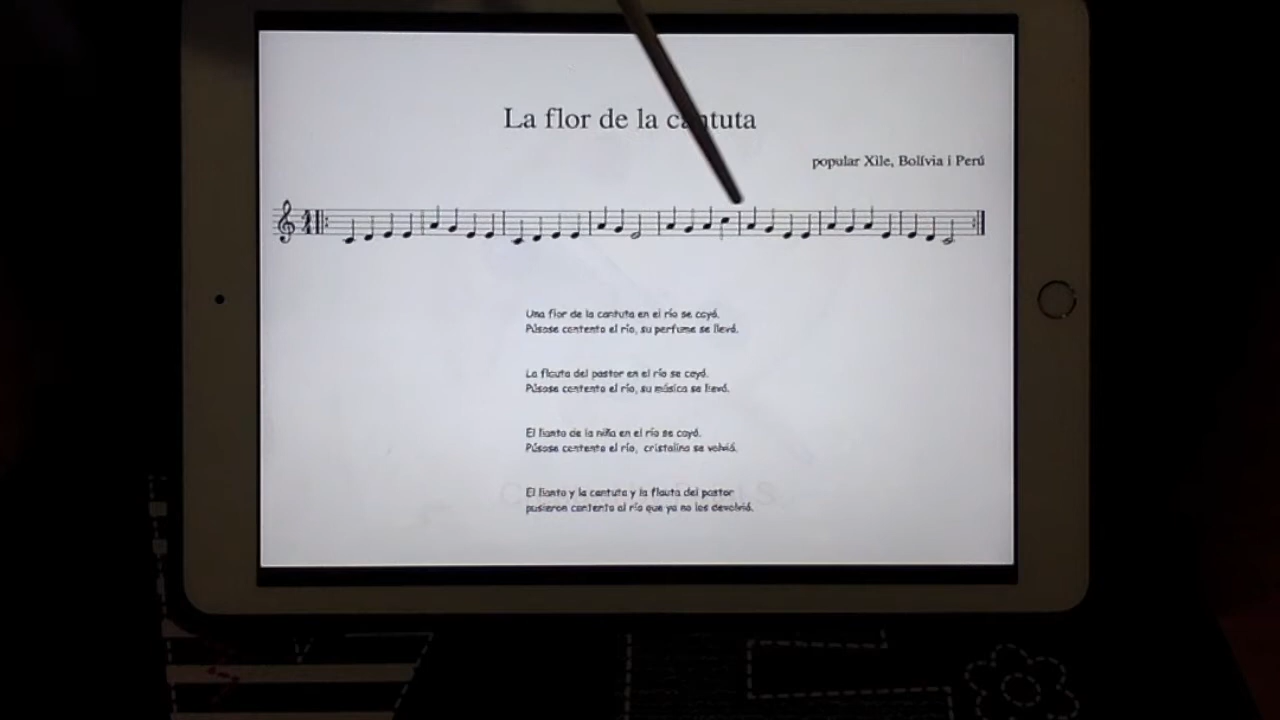 La flor de la cantuta
popular Xile, Bolívia i Perú
Una flor de la cantuta en el río se cayó.
Púsose contento el río, su perfume se llevó.
La flauta del pastor en el río se cayó.
Púsose contento el río, su música se llevó.
El llanto de la niña en el río se cayó.
Púsose contento el río, cristalino se volvió.
El llanto y la cantuta y la flauta del pastor
pusieron contento al río que ya no los devolvió.